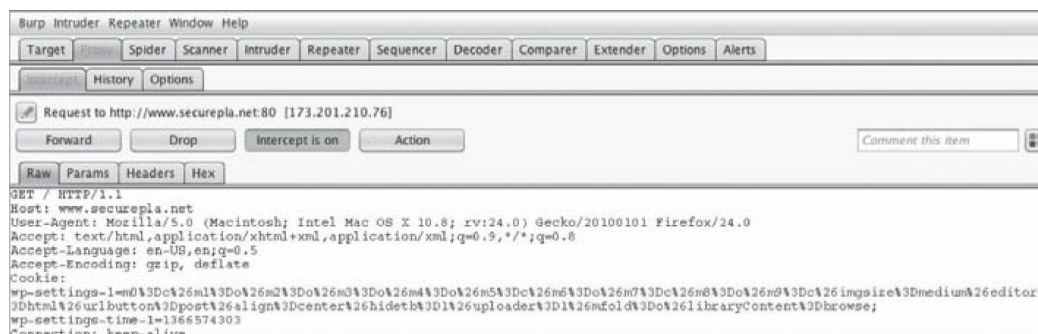 Burp Intruder Repeater Window Help
Target Proxy Spider Scanner Intruder Repeater Sequencer Decoder Comparer Extender Options Alerts
Intercept History Options
Request to http://www.securepla.net:80 [173.201.210.76]
Forward Drop Intercept is on Action Comment this item
Raw Params Headers Hex
GET / HTTP/1.1
Host: www.securepla.net
User-Agent: Mozilla/5.0 (Macintosh; Intel Mac OS X 10.8; rv:24.0) Gecko/20100101 Firefox/24.0
Accept: text/html,application/xhtml+xml,application/xml;q=0.9,*/*;q=0.8
Accept-Language: en-US,en;q=0.5
Accept-Encoding: gzip, deflate
Cookie:
wp-settings-1=m0%3Dc%26m1%3Do%26m2%3Do%26m3%3Do%26m4%3Do%26m5%3Dc%26m6%3Do%26m7%3Dc%26m8%3Do%26m9%3Dc%26imgsize%3Dmedium%26editor
3Dhtml%26urlbutton%3Dpost%26align%3Dcenter%26hidetb%3D1%26uploader%3D1%26mfold%3Do%26libraryContent%3Dbrowse;
wp-settings-time-1=1366574303
Connection: keep-alive